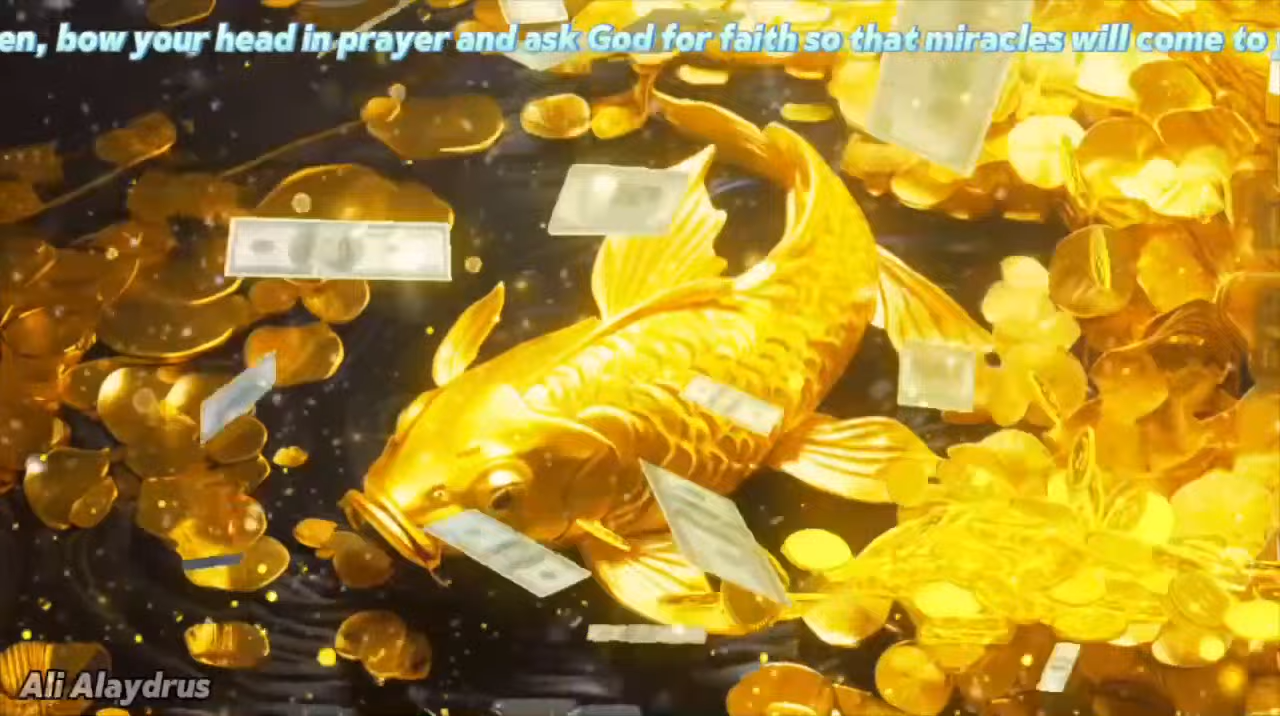 en, bow your head in prayer and ask God for faith so that miracles will come to
Ali Alaydrus